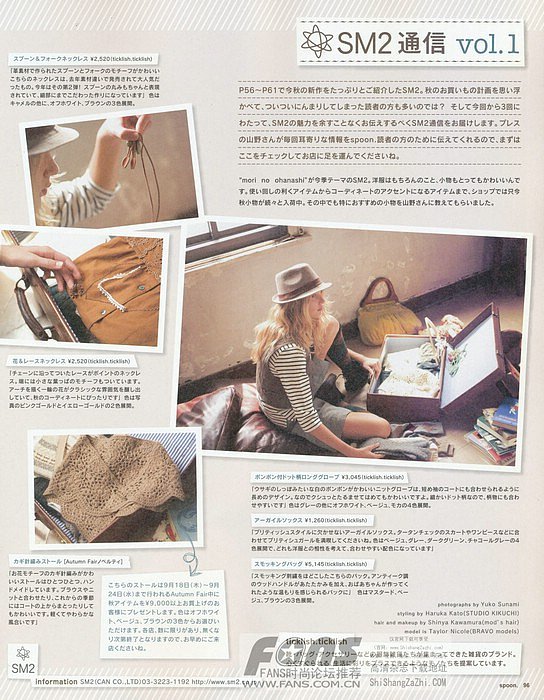 スプーン&フォークネックレス ¥2,520(ticklish.ticklish)
「革素材で作られたスプーンとフォークのモチーフがかわいい
こちらのネックレスは、去年素材違いで発売されて大人気だ
ったもの。今年はその第2弾! スプーンの丸みもちゃんと表現
されていて、細部にまでこだわった作りになっています」 色は
キャメルの他に、オフホワイト、ブラウンの3色展開。
SM2 通信 vol.1
P56〜P61で今秋の新作をたっぷりとご紹介したSM2。秋のお買いもの計画を思い浮
かべて、ついついにんまりしてしまった読者の方も多いのでは? そして今回から3回に
わたって、SM2の魅力を余すことなくお伝えするべくSM2通信をお届けします。プレス
の山野さんが毎回耳寄りな情報をspoon.読者の方のために伝えてくれるので、まずは
ここをチェックしてお店に足を運んでくださいね。
"mori no ohanashi"が今季テーマのSM2。洋服はもちろんのこと、小物もとってもかわいいんで
す。使い回しの利くアイテムからコーディネートのアクセントになるアイテムまで、ショップでは只今
秋小物が続々と入荷中。その中でも特におすすめの小物を山野さんに教えてもらいました。
花&レースネックレス ¥2,520(ticklish.ticklish)
「チェーンに沿ってついたレースがポイントのネックレ
ス。端には小さな葉っぱのモチーフもついています。
アーチを描く一輪の花がクラシックな雰囲気を醸し出
していて、秋のコーディネートにぴったりです」 色は写
真のピンクゴールドとイエローゴールドの2色展開。
ポンポン付ドット柄ロンググローブ ¥3,045(ticklish.ticklish)
「ウサギのしっぽみたいな白のポンポンがかわいいニットグローブは、短め袖のコートにも合わせられるように
長めのデザイン。なのでクシュっとたるませてはめてもかわいいですよ。細かいドット柄なので、柄物にも合わ
せやすいです」 色はグレーの他にオフホワイト、ベージュ、モカの4色展開。
アーガイルソックス ¥1,260(ticklish.ticklish)
「ブリティッシュスタイルに欠かせないアーガイルソックス。タータンチェックのスカートやワンピースなどに合
わせてブリティッシュガールを満喫してくださいね。色はベージュ、グレー、ダークグリーン、チャコールグレーの4
展開で、どれも洋服との相性を考えて、合わせやすい配色になっています」
スモッキングバッグ ¥5,145(ticklish.ticklish)
「スモッキング刺繍をほどこしたこちらのバッグ。アンティーク調
のウッドハンドルがあたたかみを加え、おばあちゃんが作ってく
れたような温もりを感じられるバッグに」 色はマスタード、ベー
ジュ、ブラウンの3色展開。
カギ針編みストール [Autumn Fairノベルティ]
「お花モチーフのカギ針編みがかわ
いいストールはひとつひとつ、ハン
ドメイドしています。ブラウスやニッ
トと合わせたり、これからの季節
にはコートの上からまとったりして
もかわいいです。軽くてやわらかな
風合いです」
こちらのストールは9月18日(木)〜9月
24日(水)まで行われるAutumn Fair中に
秋アイテムを¥9,000以上お買上げのお
客様にプレゼントします。色はオフホワイ
ト、ベージュ、ブラウンの3色からお選びい
ただけます。各店、数に限りがあり、無くな
り次第終了となりますので、お早めにご来
店くださいね。
photographs by Yuko Sunami
styling by Haruka Kato(STUDIO KIKUCHI)
hair and makeup by Shinya Kawamura(mod's hair)
model is Taylor Nicole(BRAVO models)
ticklish.ticklish
SM2
Information SM2(CAN CO.,LTD)03-3223-1192 http://www.sm2
spoon. 96
FANS时尚论坛推荐
WWW.FANS.COM.CN
ShiShangZaZhi.Com